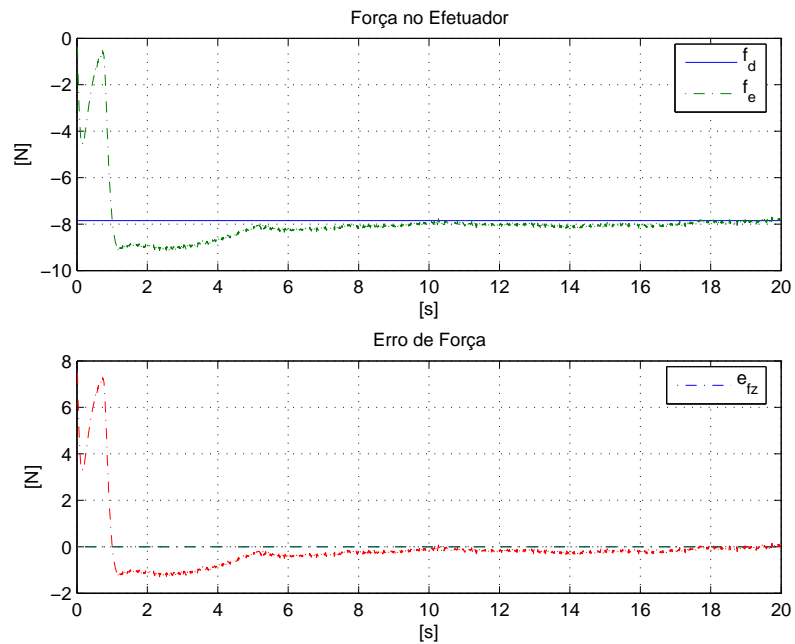 Força no Efetuador
f_d
f_e
[N]
0
−2
−4
−6
−8
−10
0 2 4 6 8 10 12 14 16 18 20
[s]
Erro de Força
e_fz
[N]
8
6
4
2
0
−2
0 2 4 6 8 10 12 14 16 18 20
[s]